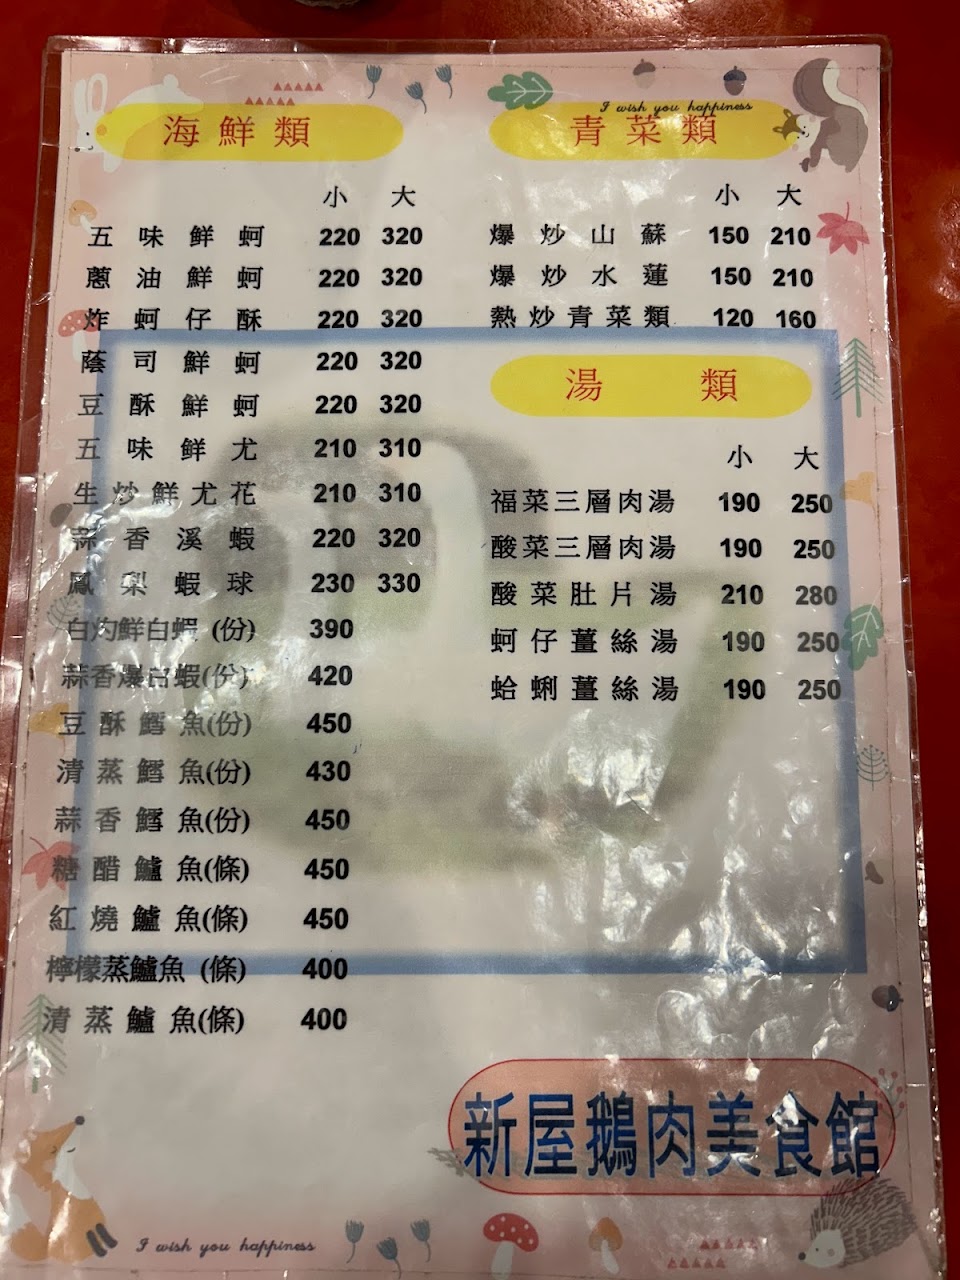 海鮮類
小 大
五味鮮蚵 220 320
蔥油鮮蚵 220 320
炸蚵仔酥 220 320
蔭司鮮蚵 220 320
豆酥鮮蚵 220 320
五味鮮尤 210 310
生炒鮮尤花 210 310
蒜香溪蝦 220 320
鳳梨蝦球 230 330
白灼鮮白蝦 (份) 390
蒜香爆白蝦(份) 420
豆酥鱈魚(份) 450
清蒸鱈魚(份) 430
蒜香鱈魚(份) 450
糖醋鱸魚(條) 450
紅燒鱸魚(條) 450
檸檬蒸鱸魚 (條) 400
清蒸鱸魚(條) 400
I wish you happiness
I wish you happiness
青菜類
小 大
爆炒山蘇 150 210
爆炒水蓮 150 210
熱炒青菜類 120 160
湯類
小 大
福菜三層肉湯 190 250
酸菜三層肉湯 190 250
酸菜肚片湯 210 280
蚵仔薑絲湯 190 250
蛤蜊薑絲湯 190 250
新屋鵝肉美食館